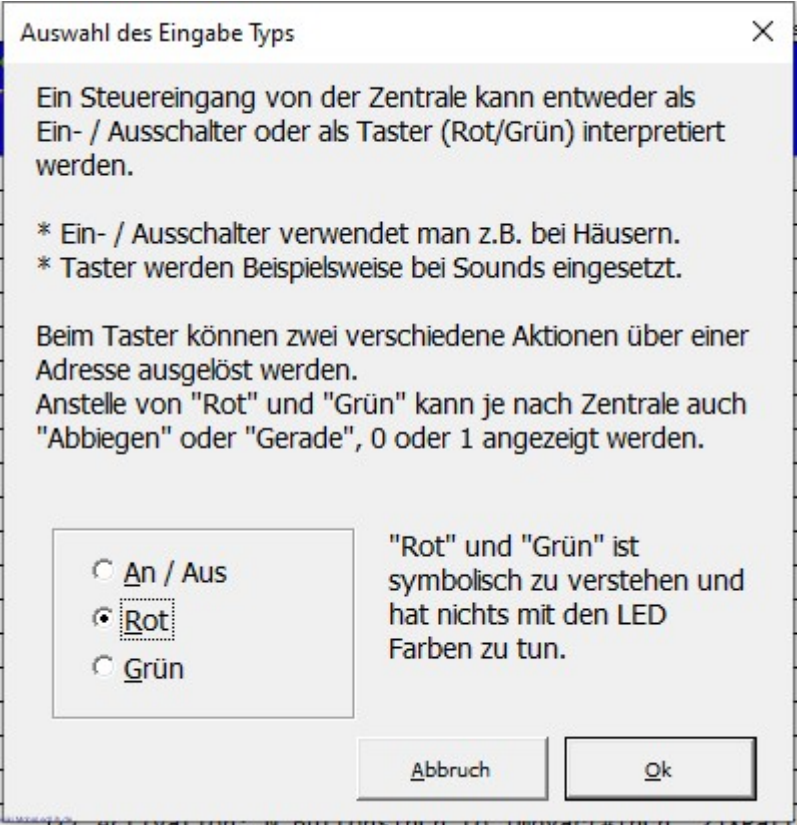 Auswahl des Eingabe Typs
Ein Steuereingang von der Zentrale kann entweder als
Ein- / Ausschalter oder als Taster (Rot/Grün) interpretiert
werden.
* Ein- / Ausschalter verwendet man z.B. bei Häusern.
* Taster werden Beispielsweise bei Sounds eingesetzt.
Beim Taster können zwei verschiedene Aktionen über einer
Adresse ausgelöst werden.
Anstelle von "Rot" und "Grün" kann je nach Zentrale auch
"Abbiegen" oder "Gerade", 0 oder 1 angezeigt werden.
An / Aus
Rot
Grün
"Rot" und "Grün" ist
symbolisch zu verstehen und
hat nichts mit den LED
Farben zu tun.
Abbruch
Ok